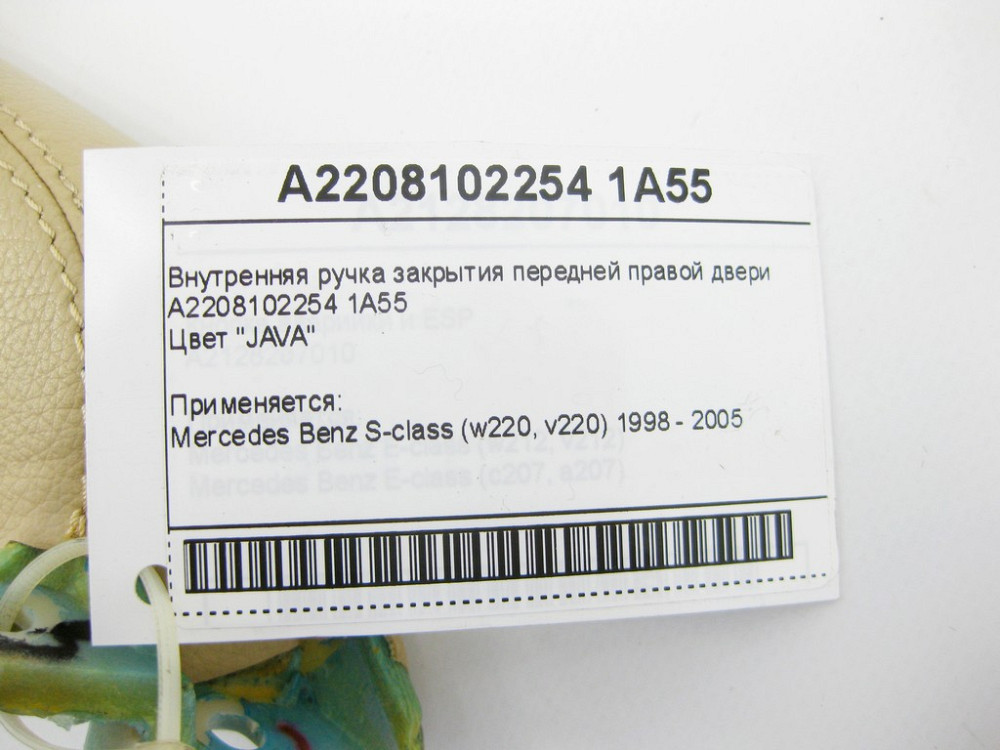 A2208102254 1A55
Внутренняя ручка закрытия передней правой двери
A2208102254 1A55
Цвет "JAVA"
Применяется:
Mercedes Benz S-class (w220, v220) 1998 - 2005